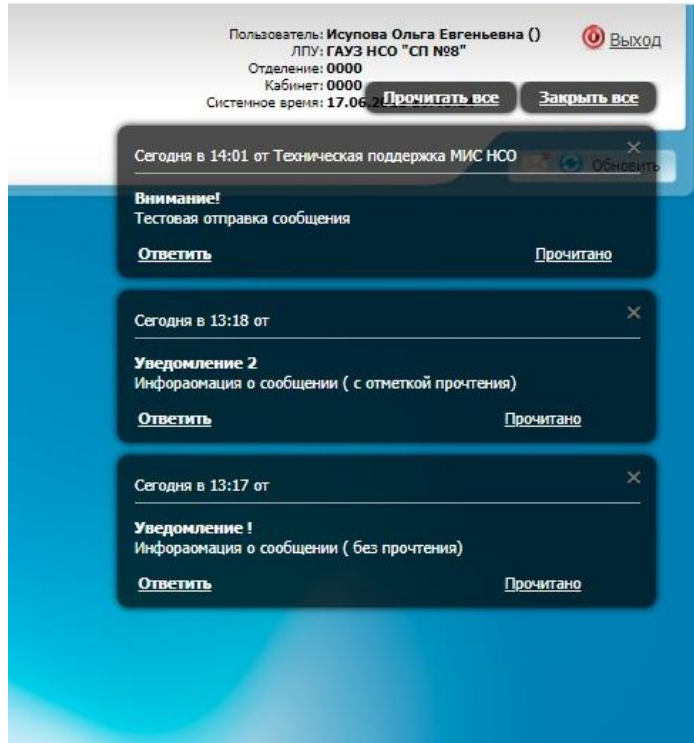 Пользователь: Исупова Ольга Евгеньевна ()
Выход
ЛПУ: ГАУЗ НСО "СП №8"
Отделение: 0000
Кабинет: 0000
Системное время: 17.06.
Прочитать все
Закрыть все
Сегодня в 14:01 от Техническая поддержка МИС НСО
Обновить
Внимание!
Тестовая отправка сообщения
Ответить Прочитано
Сегодня в 13:18 от
Уведомление 2
Инфораомация о сообщении ( с отметкой прочтения)
Ответить Прочитано
Сегодня в 13:17 от
Уведомление !
Инфораомация о сообщении ( без прочтения)
Ответить Прочитано